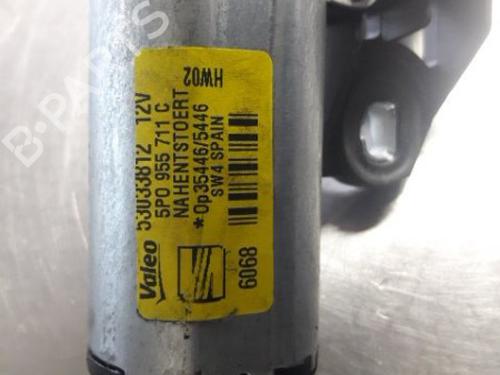 Valeo
53033812 12V
5P0 955 711 C
NAHENTSTOERT
*Op35446/5446
SW4 SPAIN
HW02
6068
B-PARTS